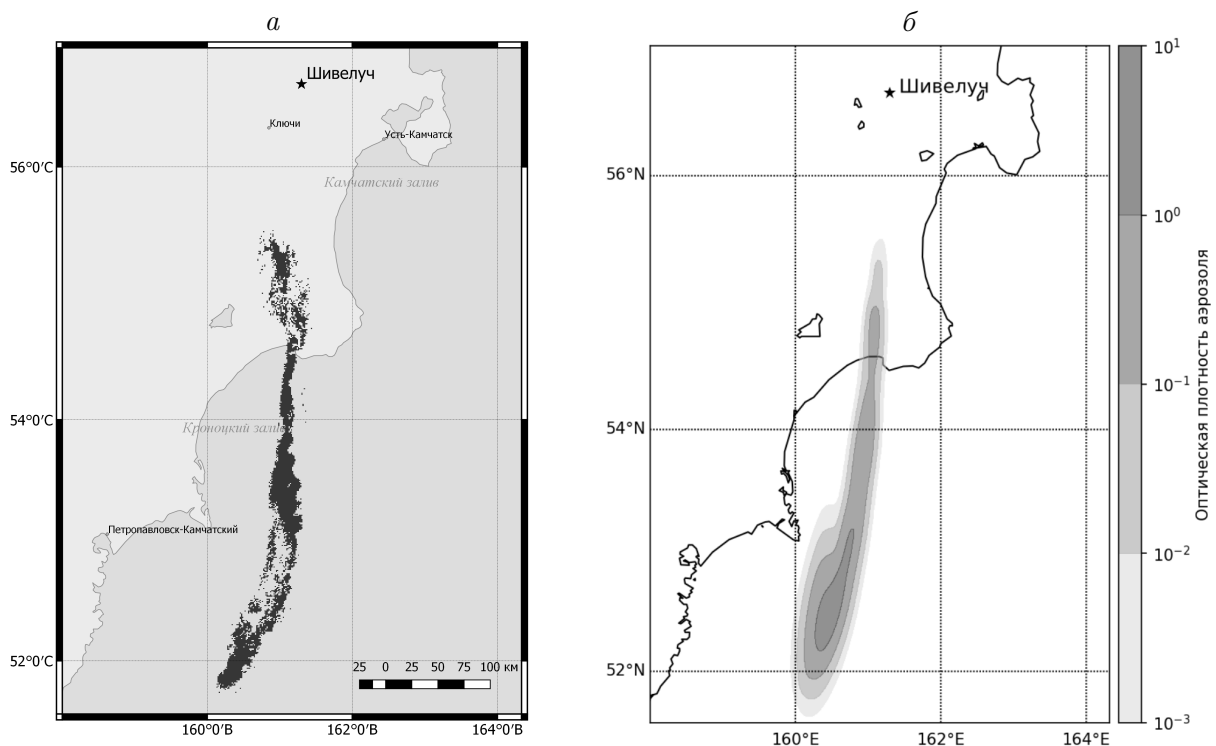 а
Шивелуч
Ключи
Усть-Камчатск
56°0′С
Камчатский залив
54°0′С
Кроноцкий залив
Петропавловск-Камчатский
52°0′С
25 0 25 50 75 100 км
160°0′В 162°0′В 164°0′В
б
Шивелуч
56°N
54°N
52°N
160°E 162°E 164°E
10¹
10⁰
10⁻¹
10⁻²
10⁻³
Оптическая плотность аэрозоля